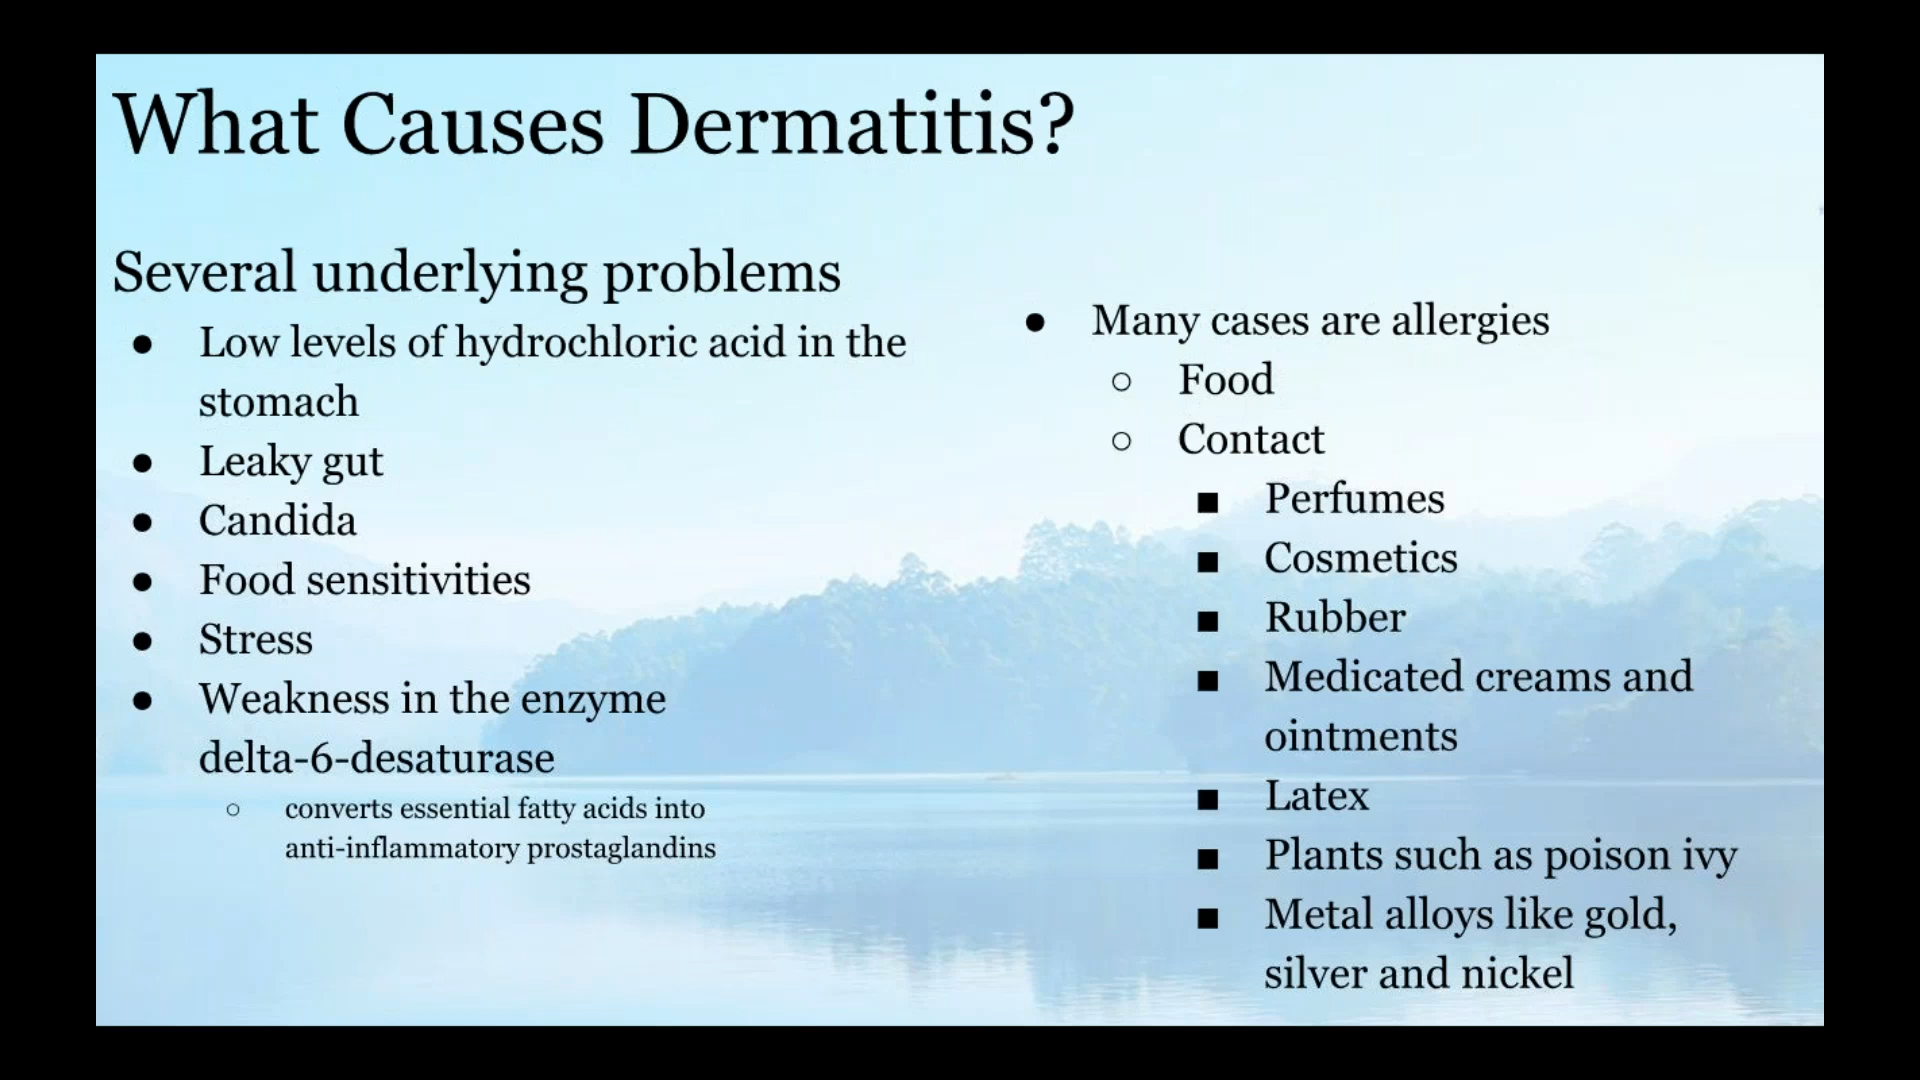 What Causes Dermatitis?
Several underlying problems
● Low levels of hydrochloric acid in the
stomach
● Leaky gut
● Candida
● Food sensitivities
● Stress
● Weakness in the enzyme
delta-6-desaturase
○ converts essential fatty acids into
anti-inflammatory prostaglandins
● Many cases are allergies
○ Food
○ Contact
■ Perfumes
■ Cosmetics
■ Rubber
■ Medicated creams and
ointments
■ Latex
■ Plants such as poison ivy
■ Metal alloys like gold,
silver and nickel